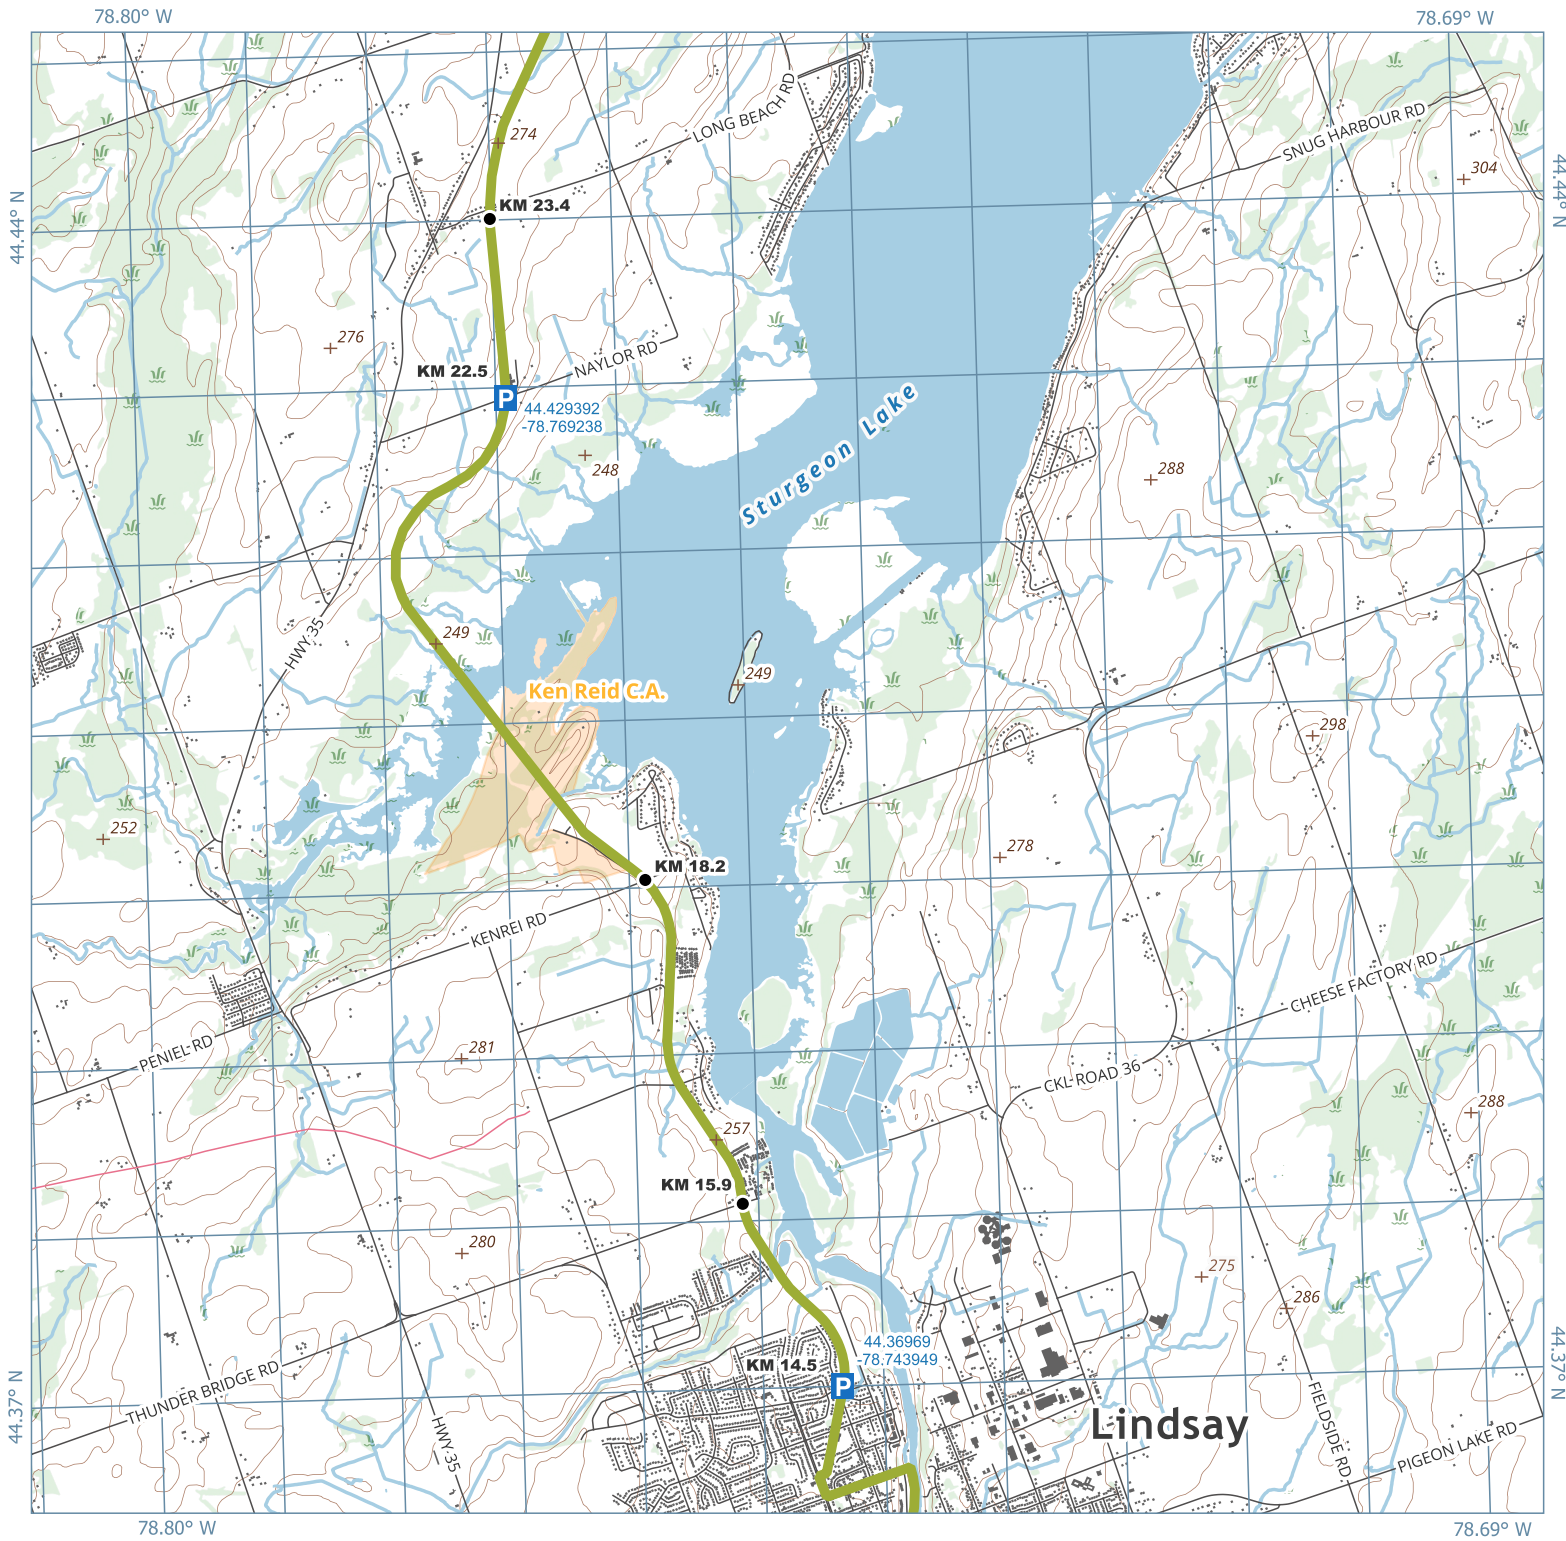 78.80° W
78.69° W
LONG BEACH RD
274
SNUG HARBOUR RD
304
44.44° N
44.44° N
KM 23.4
276
NAYLOR RD
KM 22.5
P
44.429392
-78.769238
Sturgeon Lake
248
288
HWY 35
249
249
Ken Reid C.A.
298
252
278
KM 18.2
KENREI RD
CHEESE FACTORY RD
PENIEL RD
281
CKL ROAD 36
288
257
KM 15.9
280
275
286
44.36969
-78.743949
KM 14.5
P
44.37° N
44.37° N
THUNDER BRIDGE RD
HWY 35
Lindsay
FIELDSIDE RD
PIGEON LAKE RD
78.80° W
78.69° W